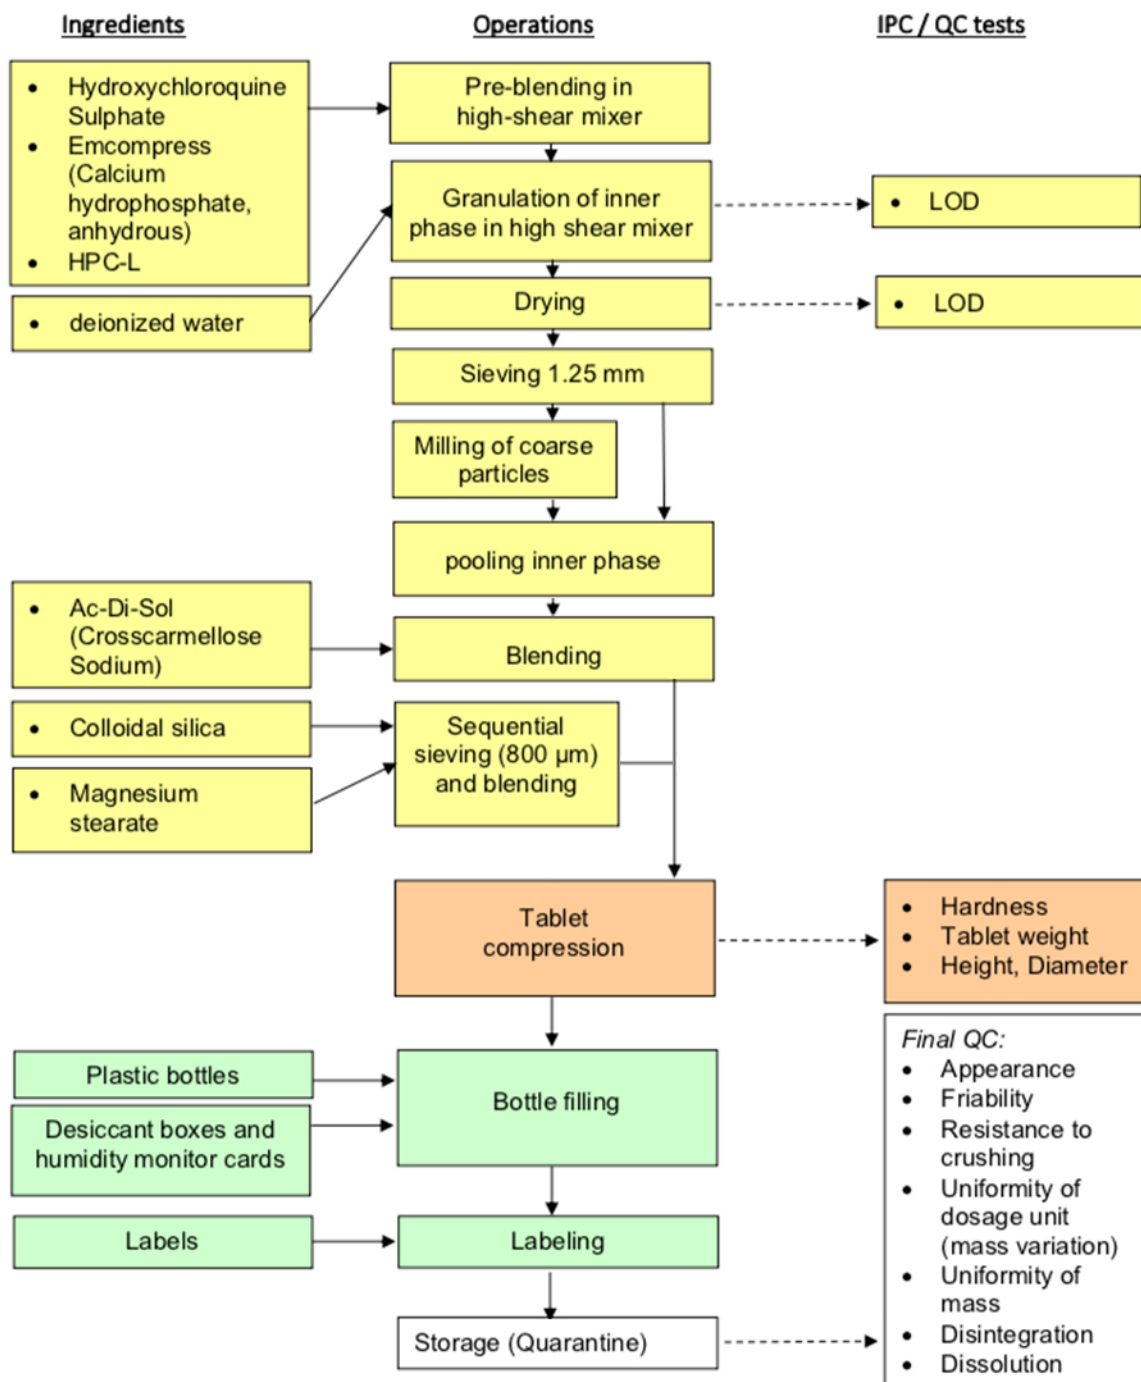 Ingredients
Operations
IPC / QC tests
• Hydroxychloroquine
Sulphate
• Emcompress
(Calcium
hydrophosphate,
anhydrous)
• HPC-L
Pre-blending in
high-shear mixer
Granulation of inner
phase in high shear mixer
• LOD
• deionized water
Drying
• LOD
Sieving 1.25 mm
Milling of coarse
particles
pooling inner phase
• Ac-Di-Sol
(Crosscarmellose
Sodium)
Blending
• Colloidal silica
• Magnesium
stearate
Sequential
sieving (800 µm)
and blending
Tablet
compression
• Hardness
• Tablet weight
• Height, Diameter
Plastic bottles
Desiccant boxes and
humidity monitor cards
Bottle filling
Labels
Labeling
Storage (Quarantine)
Final QC:
• Appearance
• Friability
• Resistance to
crushing
• Uniformity of
dosage unit
(mass variation)
• Uniformity of
mass
• Disintegration
• Dissolution